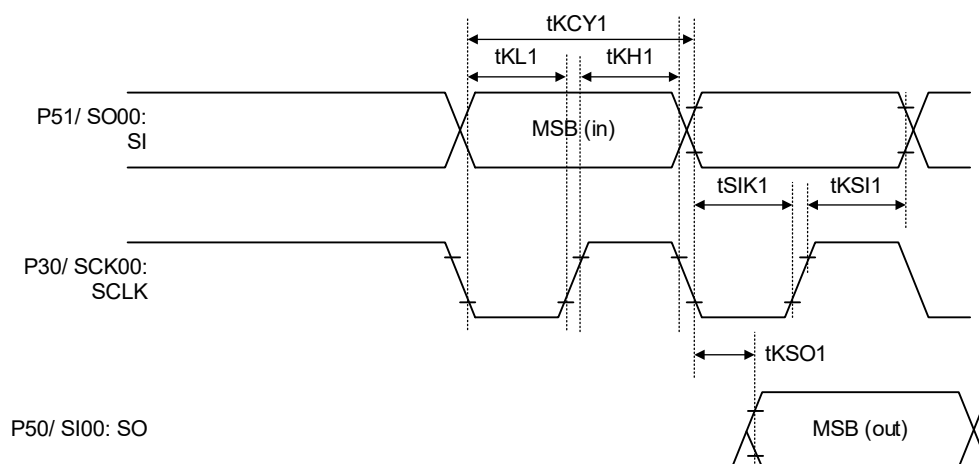 tKCY1
tKL1
tKH1
P51/ SO00:
SI
MSB (in)
tSIK1
tKSI1
P30/ SCK00:
SCLK
tKSO1
P50/ SI00: SO
MSB (out)